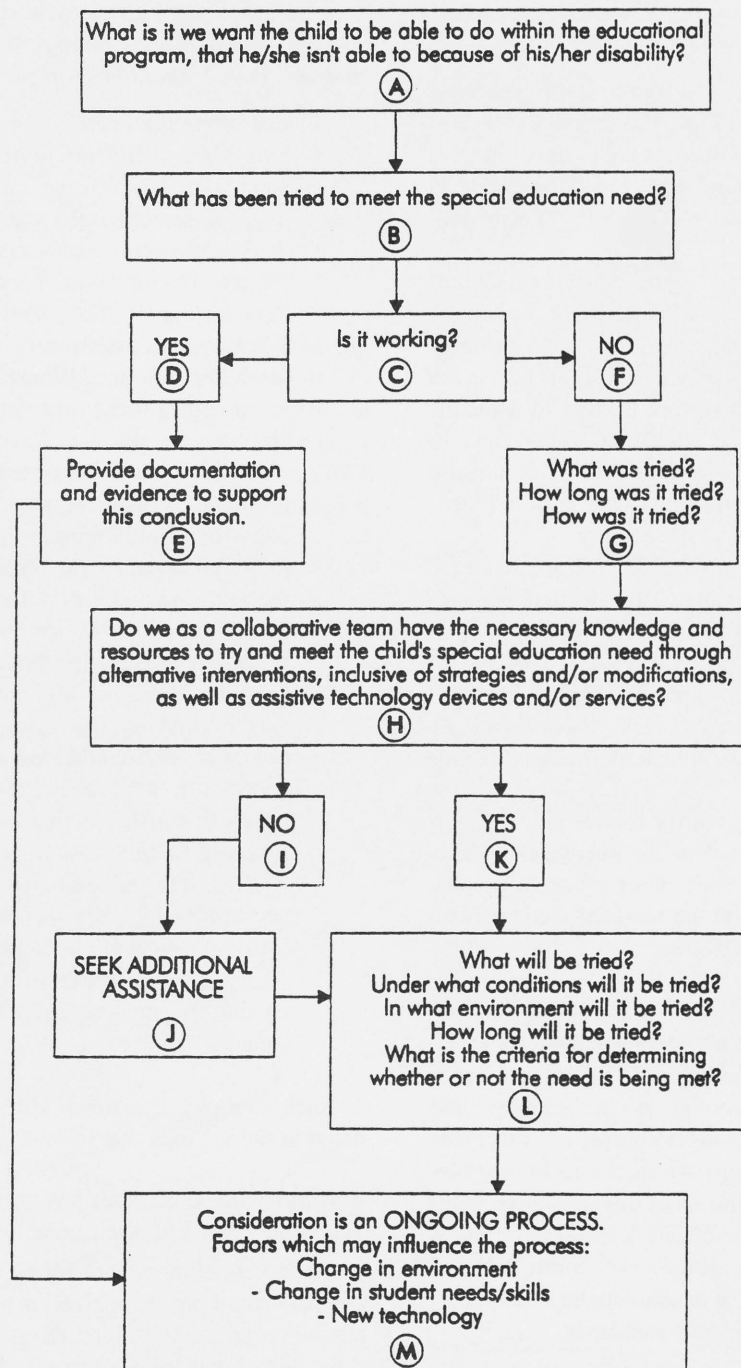 What is it we want the child to be able to do within the educational
program, that he/she isn't able to because of his/her disability?
A
What has been tried to meet the special education need?
B
Is it working?
C
YES
D
NO
F
Provide documentation
and evidence to support
this conclusion.
E
What was tried?
How long was it tried?
How was it tried?
G
Do we as a collaborative team have the necessary knowledge and
resources to try and meet the child's special education need through
alternative interventions, inclusive of strategies and/or modifications,
as well as assistive technology devices and/or services?
H
NO
I
YES
K
SEEK ADDITIONAL
ASSISTANCE
J
What will be tried?
Under what conditions will it be tried?
In what environment will it be tried?
How long will it be tried?
What is the criteria for determining
whether or not the need is being met?
L
Consideration is an ONGOING PROCESS.
Factors which may influence the process:
Change in environment
- Change in student needs/skills
- New technology
M